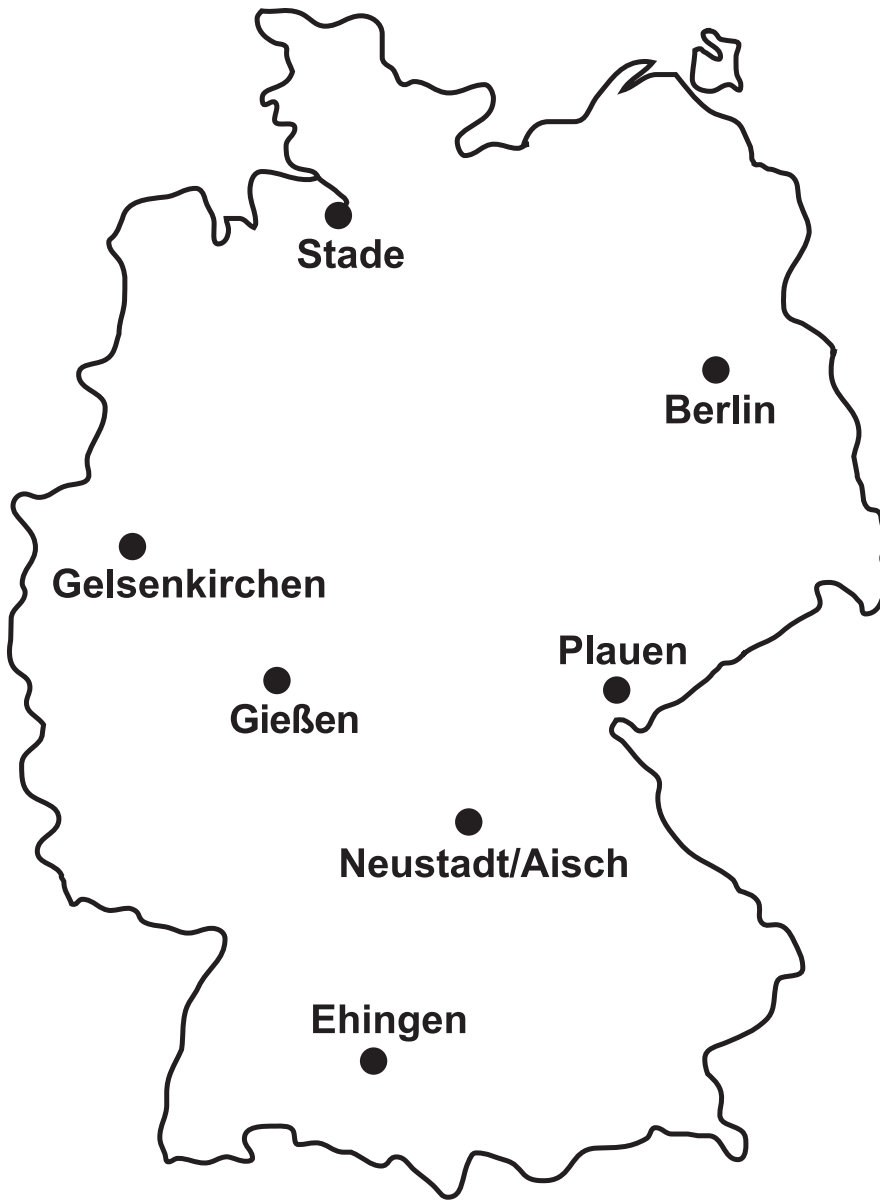 Stade
Berlin
Gelsenkirchen
Plauen
Gießen
Neustadt/Aisch
Ehingen